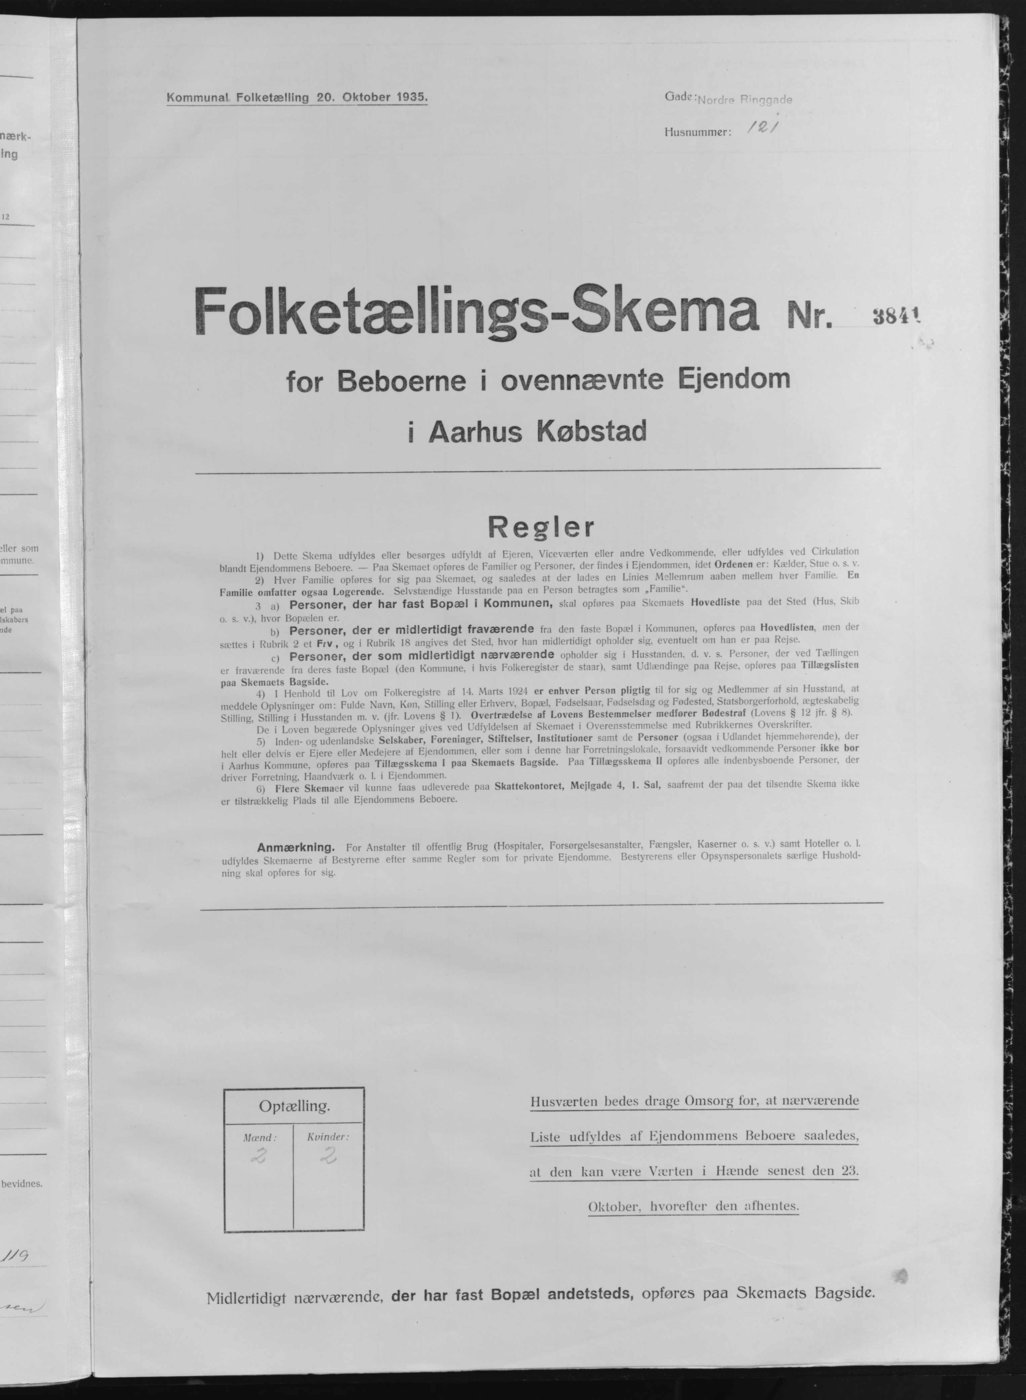 nærk-
ing
12
eller som
ommune.
el paa
lskabers
nde
bevidnes.
119
sen
Kommunal Folketælling 20. Oktober 1935.
Gade: Nordre Ringgade
Husnummer: 121
Folketællings-Skema Nr. 3841
for Beboerne i ovennævnte Ejendom
i Aarhus Købstad
Regler
1) Dette Skema udfyldes eller besørges udfyldt af Ejeren, Viceværten eller andre Vedkommende, eller udfyldes ved Cirkulation
blandt Ejendommens Beboere. — Paa Skemaet opføres de Familier og Personer, der findes i Ejendommen, idet Ordenen er: Kælder, Stue o. s. v.
2) Hver Familie opføres for sig paa Skemaet, og saaledes at der lades en Linies Mellemrum aaben mellem hver Familie. En
Familie omfatter ogsaa Logerende. Selvstændige Husstande paa en Person betragtes som „Familie“.
3 a) Personer, der har fast Bopæl i Kommunen, skal opføres paa Skemaets Hovedliste paa det Sted (Hus, Skib
o. s. v.), hvor Bopælen er.
b) Personer, der er midlertidigt fraværende fra den faste Bopæl i Kommunen, opføres paa Hovedlisten, men der
sættes i Rubrik 2 et Frv, og i Rubrik 18 angives det Sted, hvor han midlertidigt opholder sig, eventuelt om han er paa Rejse.
c) Personer, der som midlertidigt nærværende opholder sig i Husstanden, d. v. s. Personer, der ved Tællingen
er fraværende fra deres faste Bopæl (den Kommune, i hvis Folkeregister de staar), samt Udlændinge paa Rejse, opføres paa Tillægslisten
paa Skemaets Bagside.
4) I Henhold til Lov om Folkeregistre af 14. Marts 1924 er enhver Person pligtig til for sig og Medlemmer af sin Husstand, at
meddele Oplysninger om: Fulde Navn, Køn, Stilling eller Erhverv, Bopæl, Fødselsaar, Fødselsdag og Fødested, Statsborgerforhold, ægteskabelig
Stilling, Stilling i Husstanden m. v. (jfr. Lovens § 1). Overtrædelse af Lovens Bestemmelser medfører Bødestraf (Lovens § 12 jfr. § 8).
De i Loven begærede Oplysninger gives ved Udfyldelsen af Skemaet i Overensstemmelse med Rubrikkernes Overskrifter.
5) Inden- og udenlandske Selskaber, Foreninger, Stiftelser, Institutioner samt de Personer (ogsaa i Udlandet hjemmehørende), der
helt eller delvis er Ejere eller Medejere af Ejendommen, eller som i denne har Forretningslokale, forsaavidt vedkommende Personer ikke bor
i Aarhus Kommune, opføres paa Tillægsskema I paa Skemaets Bagside. Paa Tillægsskema II opføres alle indenbysboende Personer, der
driver Forretning, Haandværk o. l. i Ejendommen.
6) Flere Skemaer vil kunne faas udleverede paa Skattekontoret, Mejlgade 4, 1. Sal, saafremt der paa det tilsendte Skema ikke
er tilstrækkelig Plads til alle Ejendommens Beboere.
Anmærkning. For Anstalter til offentlig Brug (Hospitaler, Forsørgelsesanstalter, Fængsler, Kaserner o. s. v.) samt Hoteller o. l.
udfyldes Skemaerne af Bestyrerne efter samme Regler som for private Ejendomme. Bestyrerens eller Opsynspersonalets særlige Hushold-
ning skal opføres for sig.
Optælling.
Mænd: Kvinder:
2 2
Husværten bedes drage Omsorg for, at nærværende
Liste udfyldes af Ejendommens Beboere saaledes,
at den kan være Værten i Hænde senest den 23.
Oktober, hvorefter den afhentes.
Midlertidigt nærværende, der har fast Bopæl andetsteds, opføres paa Skemaets Bagside.